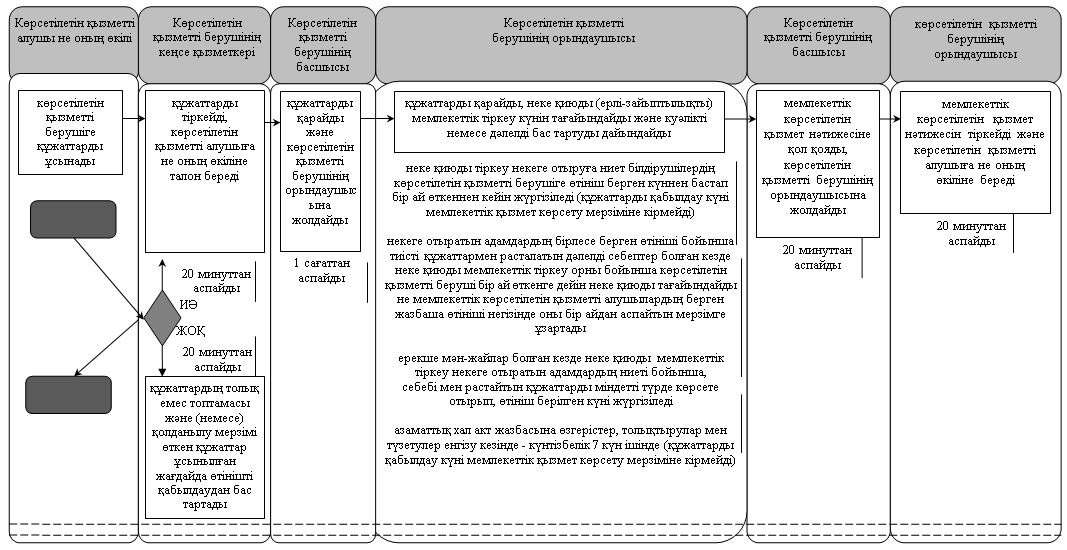 Көрсетілетін қызметті
алушы не оның өкілі
Көрсетілетін
қызметті берушінің
кеңсе қызметкері
Көрсетілетін
қызметті
берушінің
басшысы
Көрсетілетін қызметті
берушінің орындаушысы
Көрсетілетін
қызметті берушінің
басшысы
көрсетілетін қызметті
берушінің
орындаушысы
көрсетілетін
қызметті
берушіге
құжаттарды
ұсынады
құжаттарды
тіркейді,
көрсетілетін
қызметті алушыға
не оның өкіліне
талон береді
20 минуттан
аспайды
ИӘ
ЖОҚ
20 минуттан
аспайды
құжаттардың толық
емес топтамасы
және (немесе)
қолданылу мерзімі
өткен құжаттар
ұсынылған
жағдайда өтінішті
қабылдаудан бас
тартады
құжаттарды
қарайды
және
көрсетілетін
қызметті
берушінің
орындаушыс
ына
жолдайды
1 сағаттан
аспайды
құжаттарды қарайды, неке қиюды (ерлі-зайыптылықты)
мемлекеттік тіркеу күнін тағайындайды және куәлікті
немесе дәлелді бас тартуды дайындайды
неке қиюды тіркеу некеге отыруға ниет білдірушілердің
көрсетілетін қызметті берушіге өтініш берген күннен бастап
бір ай өткеннен кейін жүргізіледі (құжаттарды қабылдау күні
мемлекеттік қызмет көрсету мерзіміне кірмейді)
некеге отыратын адамдардың бірлесе берген өтініші бойынша
тиісті құжаттармен расталатын дәлелді себептер болған кезде
неке қиюды мемлекеттік тіркеу орны бойынша көрсетілетін
қызметті беруші бір ай өткенге дейін неке қиюды тағайындайды
не мемлекеттік көрсетілетін қызметті алушылардың берген
жазбаша өтініші негізінде оны бір айдан аспайтын мерзімге
ұзартады
ерекше мән-жайлар болған кезде неке қиюды мемлекеттік
тіркеу некеге отыратын адамдардың ниеті бойынша,
себебі мен растайтын құжаттарды міндетті түрде көрсете
отырып, өтініш берілген күні жүргізіледі
азаматтық хал акт жазбасына өзгерістер, толықтырулар мен
түзетулер енгізу кезінде - күнтізбелік 7 күн ішінде (құжаттарды
қабылдау күні мемлекеттік қызмет көрсету мерзіміне кірмейді)
мемлекеттік
көрсетілетін
қызмет нәтижесіне
қол қояды,
көрсетілетін
қызметті берушінің
орындаушысына
жолдайды
20 минуттан
аспайды
мемлекеттік
көрсетілетін қызмет
нәтижесін тіркейді және
көрсетілетін қызметті
алушыға не оның
өкіліне береді
20 минуттан
аспайды